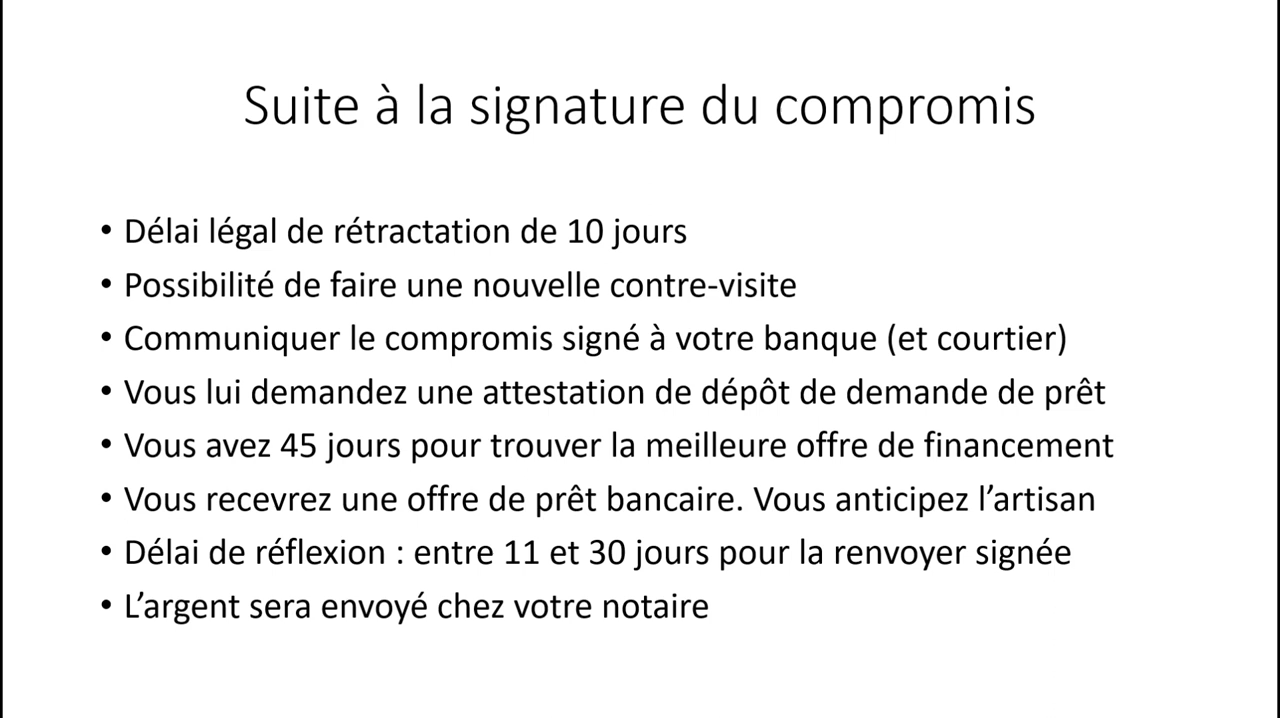 Suite à la signature du compromis
• Délai légal de rétractation de 10 jours
• Possibilité de faire une nouvelle contre-visite
• Communiquer le compromis signé à votre banque (et courtier)
• Vous lui demandez une attestation de dépôt de demande de prêt
• Vous avez 45 jours pour trouver la meilleure offre de financement
• Vous recevrez une offre de prêt bancaire. Vous anticipez l’artisan
• Délai de réflexion : entre 11 et 30 jours pour la renvoyer signée
• L’argent sera envoyé chez votre notaire